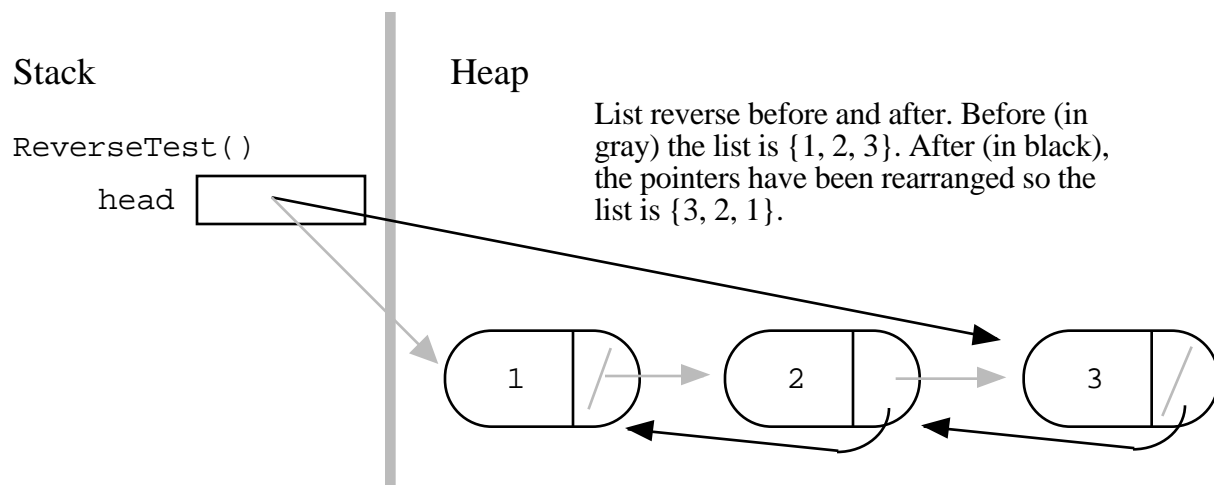 Stack
Heap
List reverse before and after. Before (in
gray) the list is {1, 2, 3}. After (in black),
the pointers have been rearranged so the
list is {3, 2, 1}.
ReverseTest()
head
1
2
3